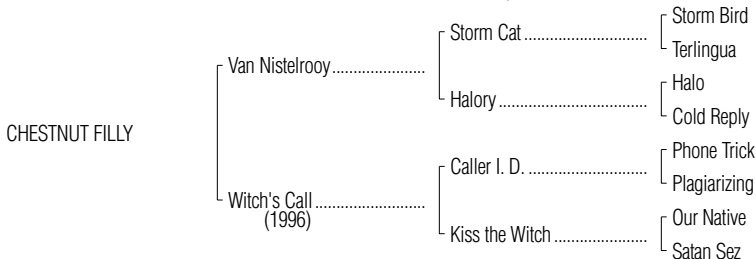 Storm Bird
Storm Cat ..............................
Terlingua
Van Nistelrooy.......................
Halo
Halory.....................................
Cold Reply
CHESTNUT FILLY
Phone Trick
Caller I. D. .............................
Plagiarizing
Witch's Call ...........................
(1996)
Our Native
Kiss the Witch .......................
Satan Sez